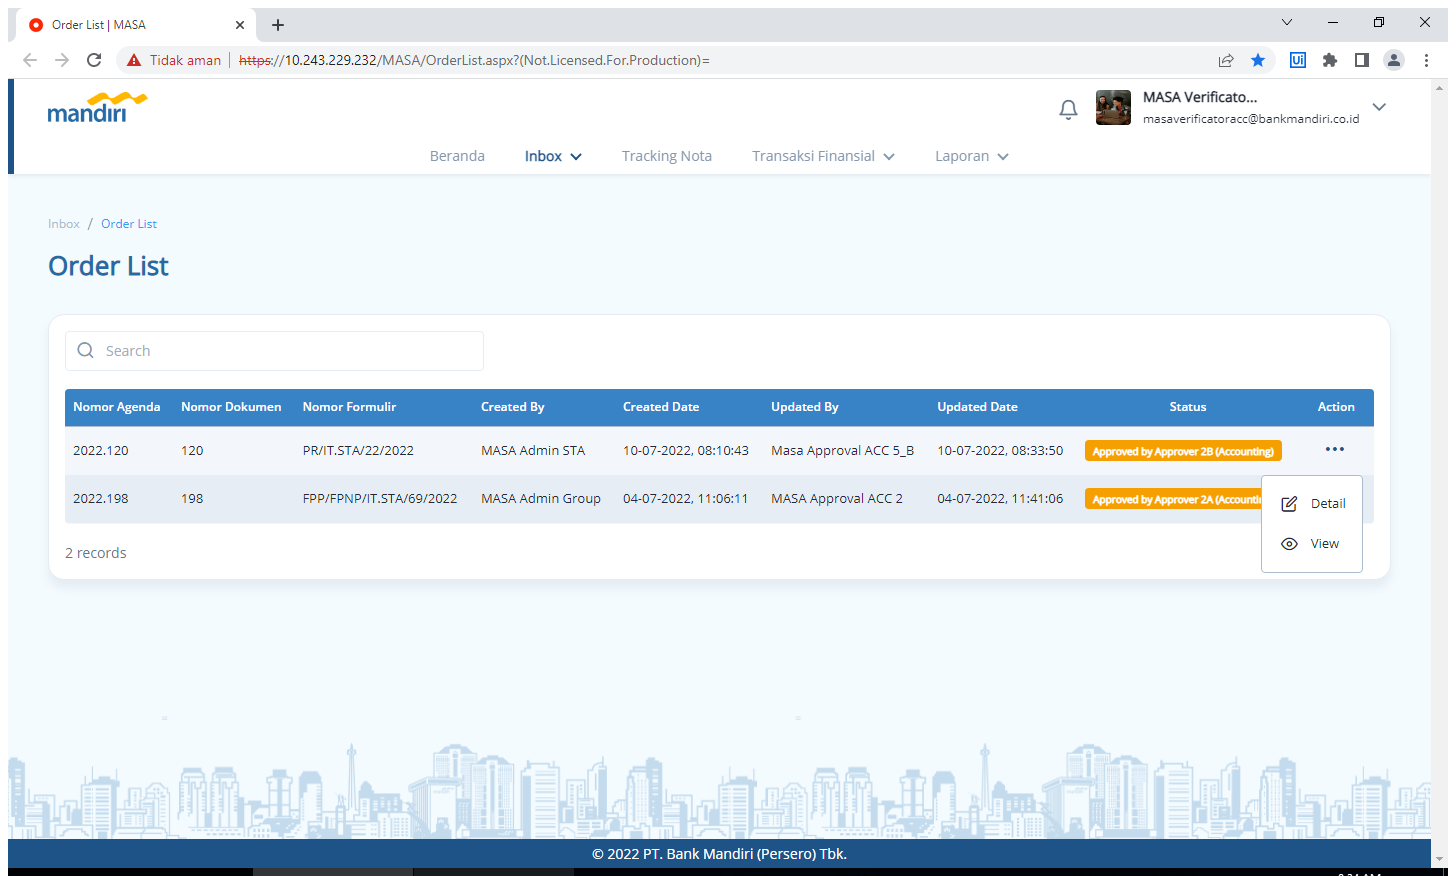 Order List | MASA
Tidak aman | https://10.243.229.232/MASA/OrderList.aspx?(Not.Licensed.For.Production)=
mandırı
MASA Verificato...
masaverificatoracc@bankmandiri.co.id
Beranda Inbox Tracking Nota Transaksi Finansial Laporan
Inbox / Order List
Order List
Search
Nomor Agenda Nomor Dokumen Nomor Formulir Created By Created Date Updated By Updated Date Status Action
2022.120 120 PR/IT.STA/22/2022 MASA Admin STA 10-07-2022, 08:10:43 Masa Approval ACC 5_B 10-07-2022, 08:33:50 Approved by Approver 2B (Accounting)
2022.198 198 FPP/FPNP/IT.STA/69/2022 MASA Admin Group 04-07-2022, 11:06:11 MASA Approval ACC 2 04-07-2022, 11:41:06 Approved by Approver 2A (Accounti
Detail
View
2 records
© 2022 PT. Bank Mandiri (Persero) Tbk.